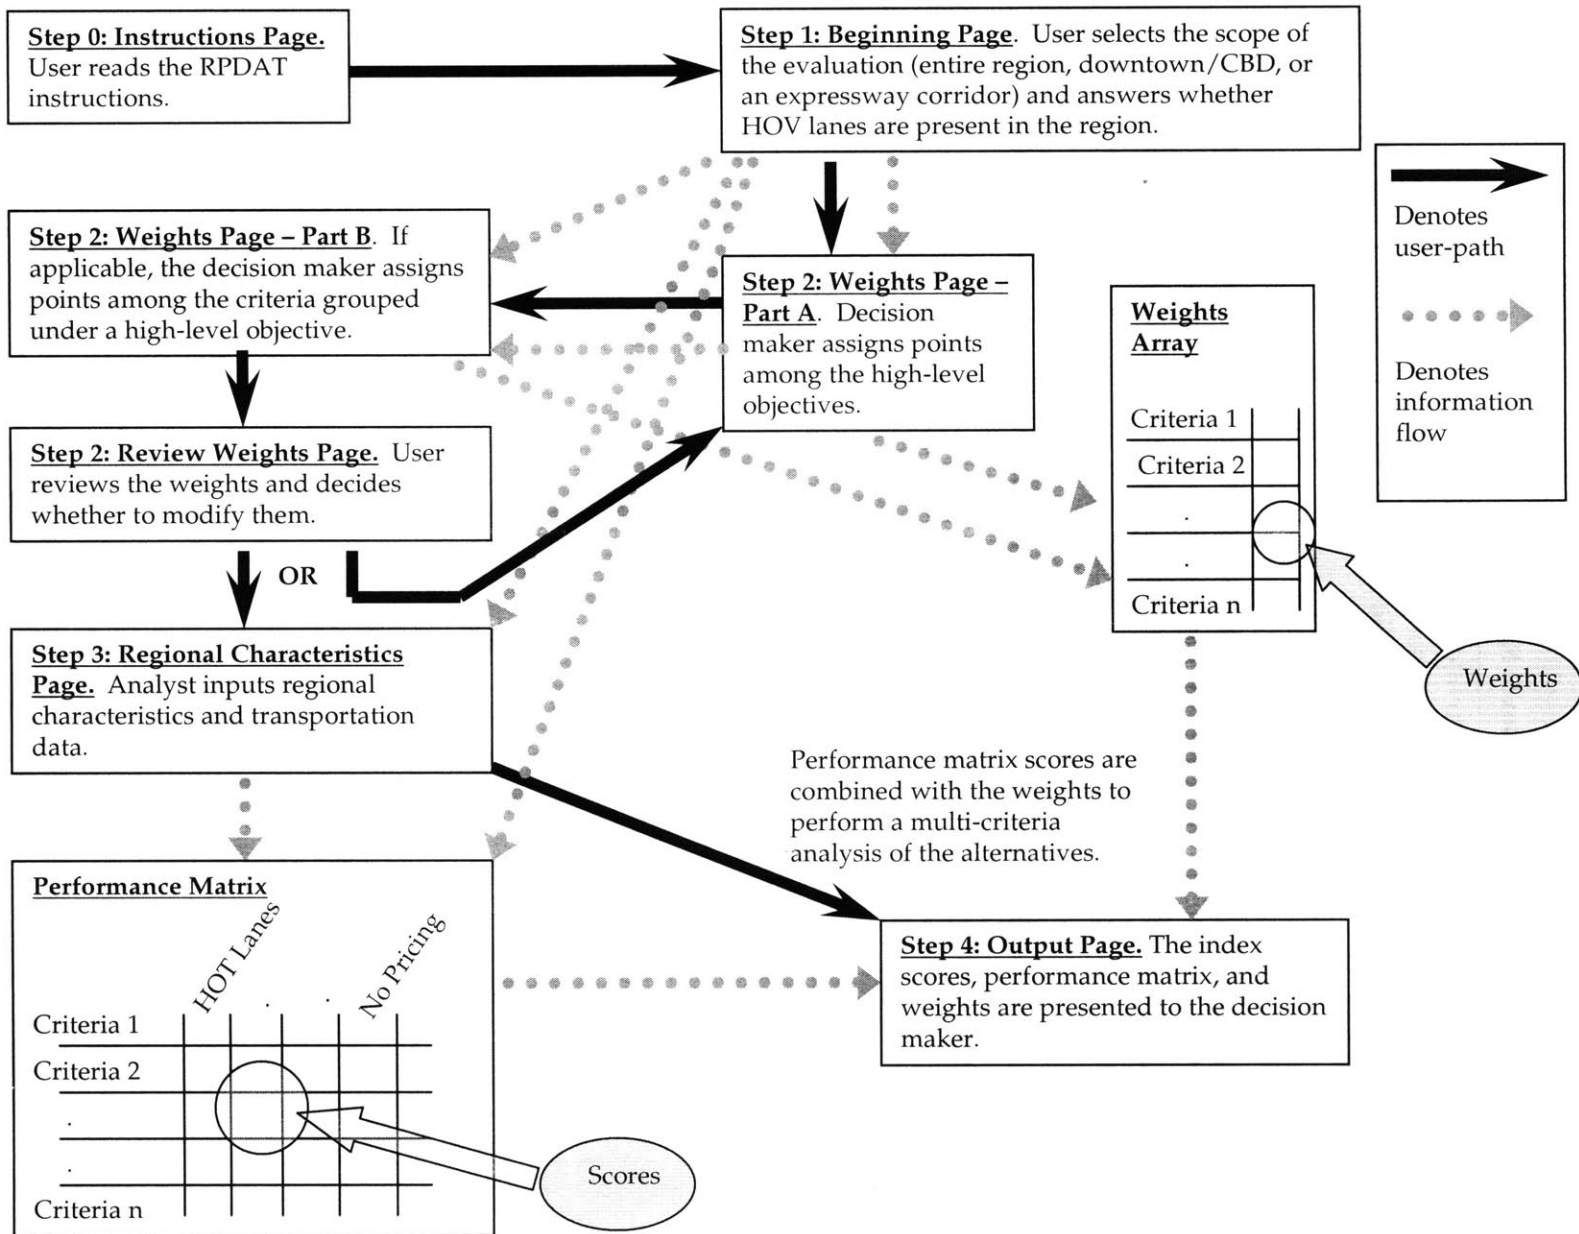 Step 0: Instructions Page.
User reads the RPDAT
instructions.
Step 1: Beginning Page. User selects the scope of
the evaluation (entire region, downtown/CBD, or
an expressway corridor) and answers whether
HOV lanes are present in the region.
Denotes
user-path
Denotes
information
flow
Step 2: Weights Page – Part B. If
applicable, the decision maker assigns
points among the criteria grouped
under a high-level objective.
Step 2: Weights Page –
Part A. Decision
maker assigns points
among the high-level
objectives.
Weights
Array
Criteria 1
Criteria 2
.
.
Criteria n
Weights
Step 2: Review Weights Page. User
reviews the weights and decides
whether to modify them.
OR
Step 3: Regional Characteristics
Page. Analyst inputs regional
characteristics and transportation
data.
Performance matrix scores are
combined with the weights to
perform a multi-criteria
analysis of the alternatives.
Performance Matrix
HOT Lanes
. .
No Pricing
Criteria 1
Criteria 2
.
.
Criteria n
Scores
Step 4: Output Page. The index
scores, performance matrix, and
weights are presented to the decision
maker.